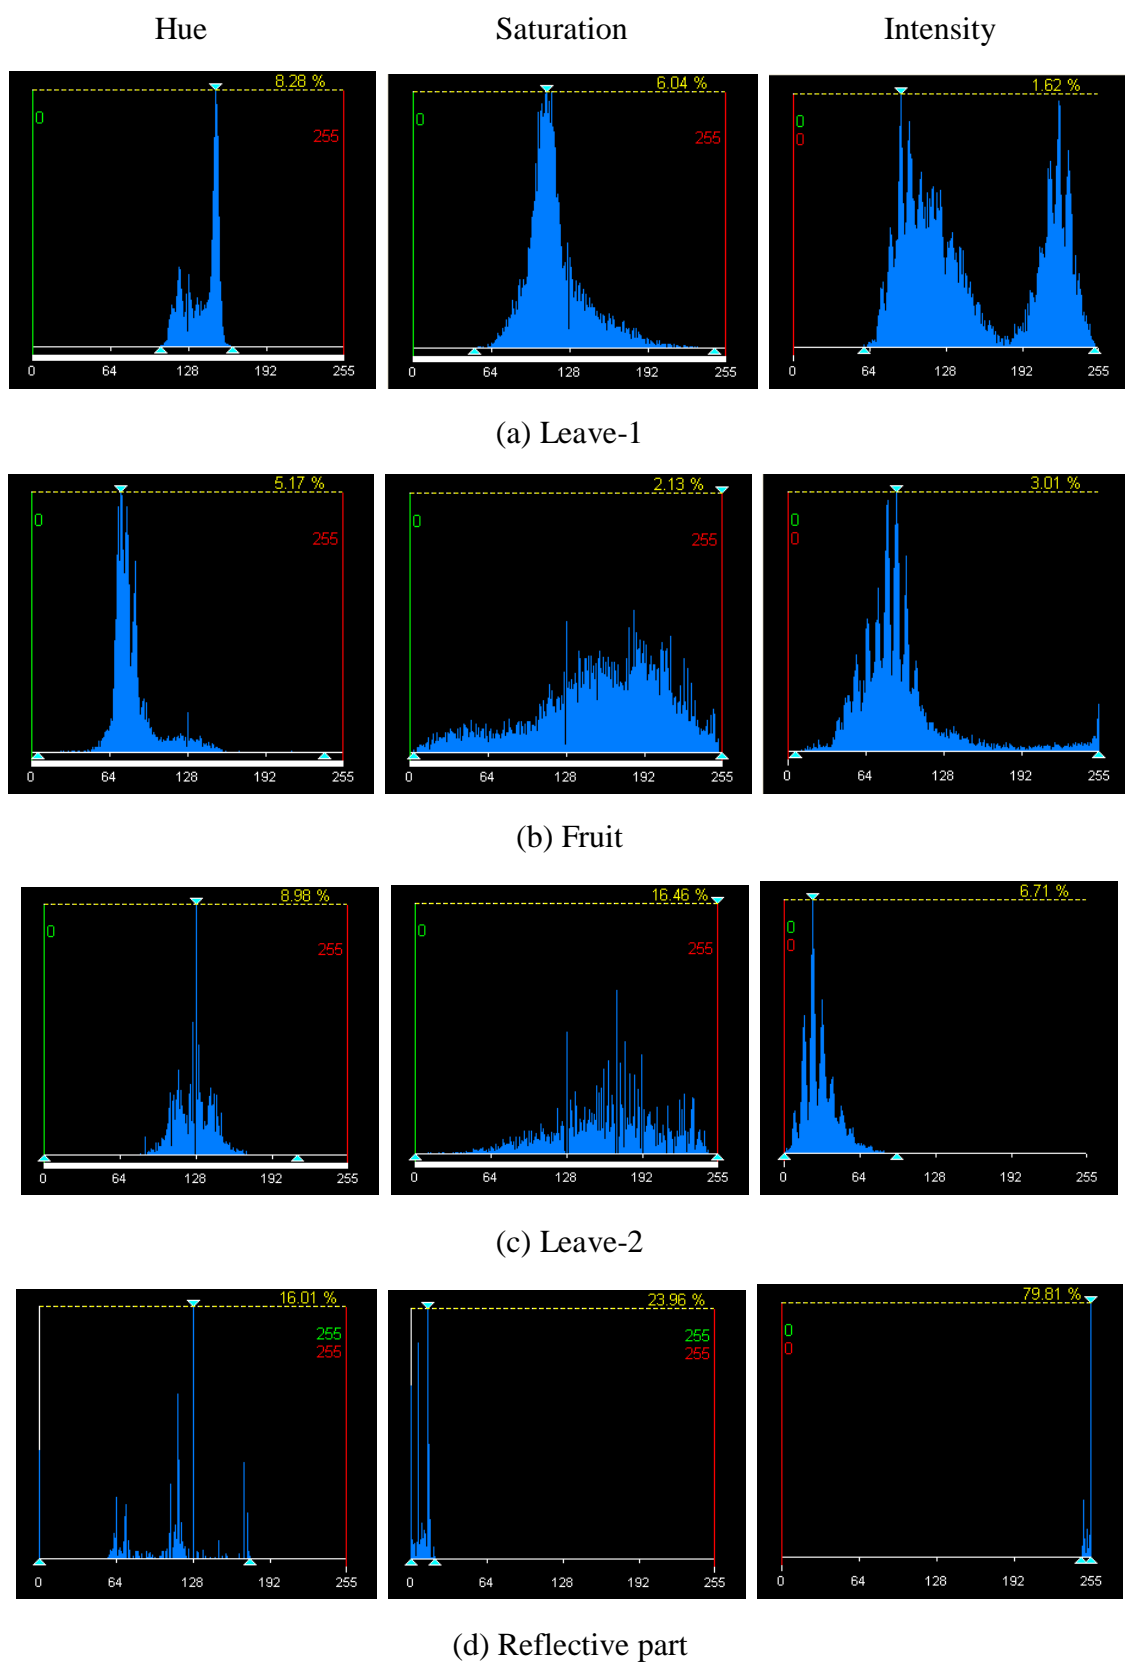 Hue Saturation Intensity
8.28 % 6.04 % 1.62 %
0 0 0
255 255 0
0 64 128 192 255 0 64 128 192 255 0 64 128 192 255
(a) Leave-1
5.17 % 2.13 % 3.01 %
0 0 0
255 255 0
0 64 128 192 255 0 64 128 192 255 0 64 128 192 255
(b) Fruit
8.98 % 16.46 % 6.71 %
0 0 0
255 255 0
0 64 128 192 255 0 64 128 192 255 0 64 128 192 255
(c) Leave-2
16.01 % 23.96 % 79.81 %
255 255 0
255 255 0
0 64 128 192 255 0 64 128 192 255 0 64 128 192 255
(d) Reflective part